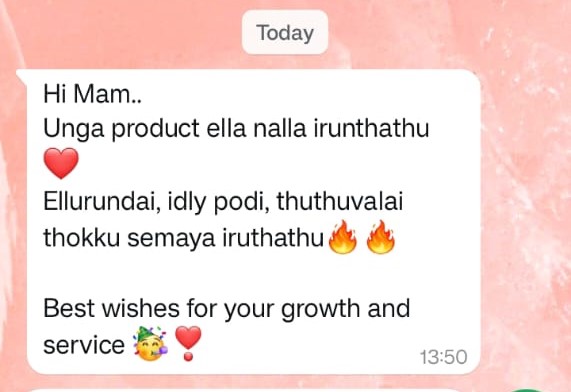 Today
Hi Mam..
Unga product ella nalla irunthathu
❤️
Ellurundai, idly podi, thuthuvalai
thokku semaya iruthathu🔥 🔥
Best wishes for your growth and
service 🥳❣️
13:50